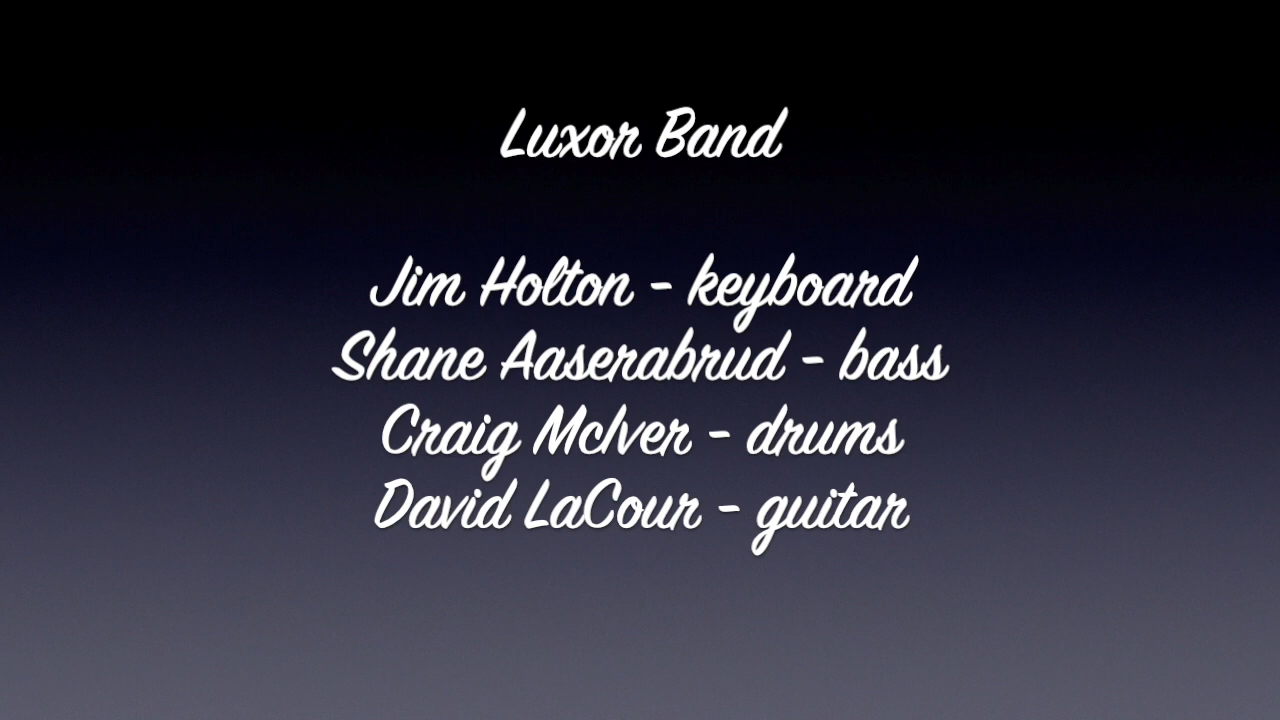 Luxor Band
Jim Holton - keyboard
Shane Aaserabrud - bass
Craig McIver - drums
David LaCour - guitar